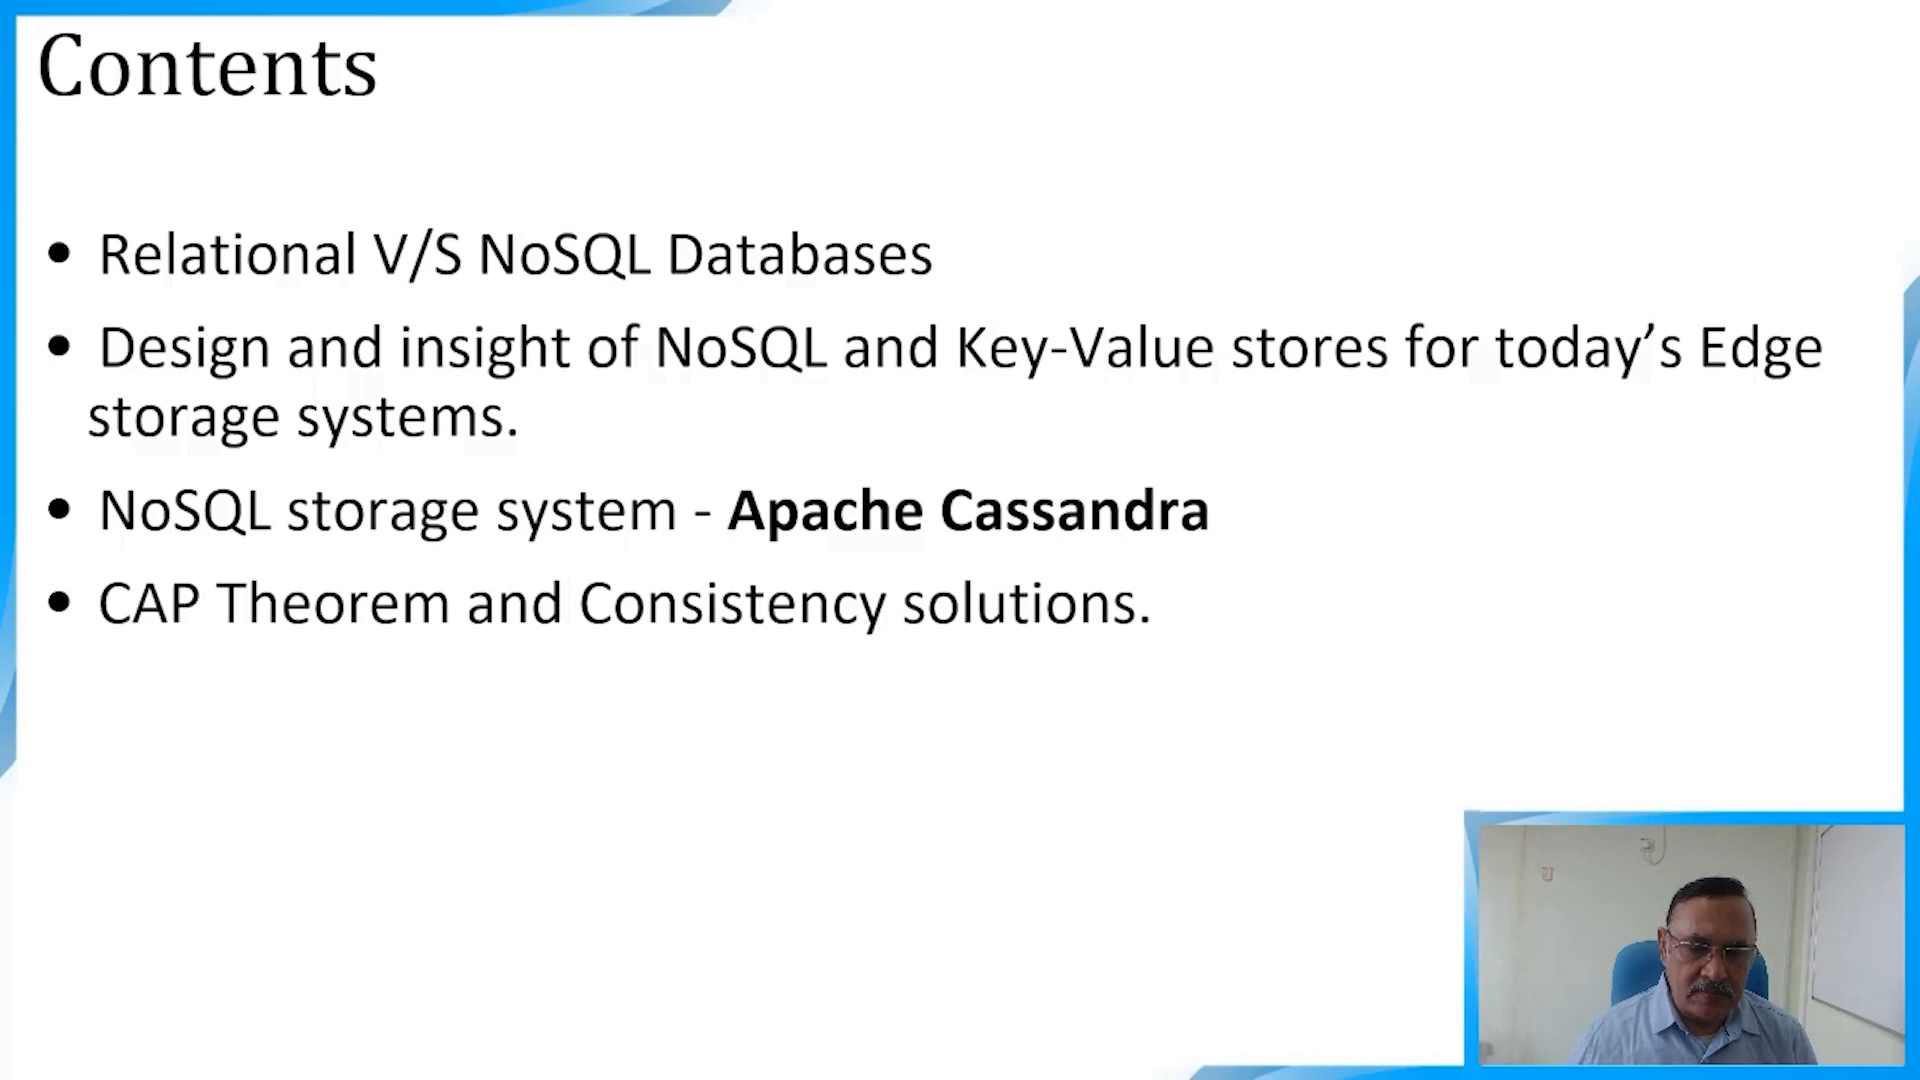 Contents
• Relational V/S NoSQL Databases
• Design and insight of NoSQL and Key-Value stores for today’s Edge
storage systems.
• NoSQL storage system - Apache Cassandra
• CAP Theorem and Consistency solutions.